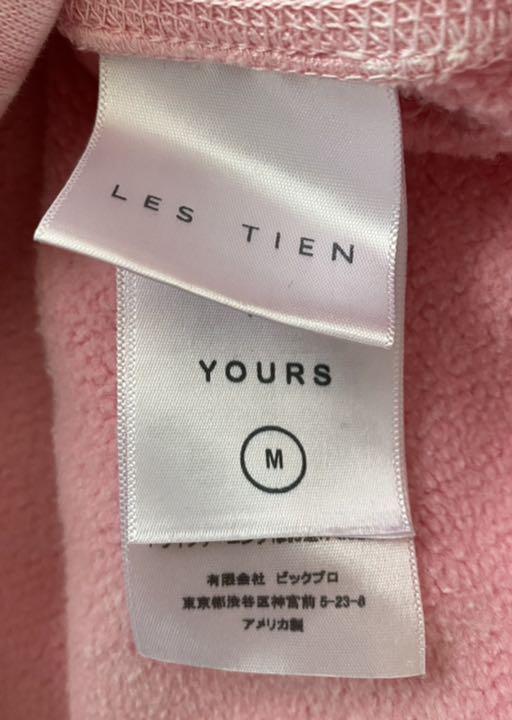 LES TIEN
YOURS
M
有限会社 ビックプロ
東京都渋谷区神宮前 5-23-8
アメリカ製